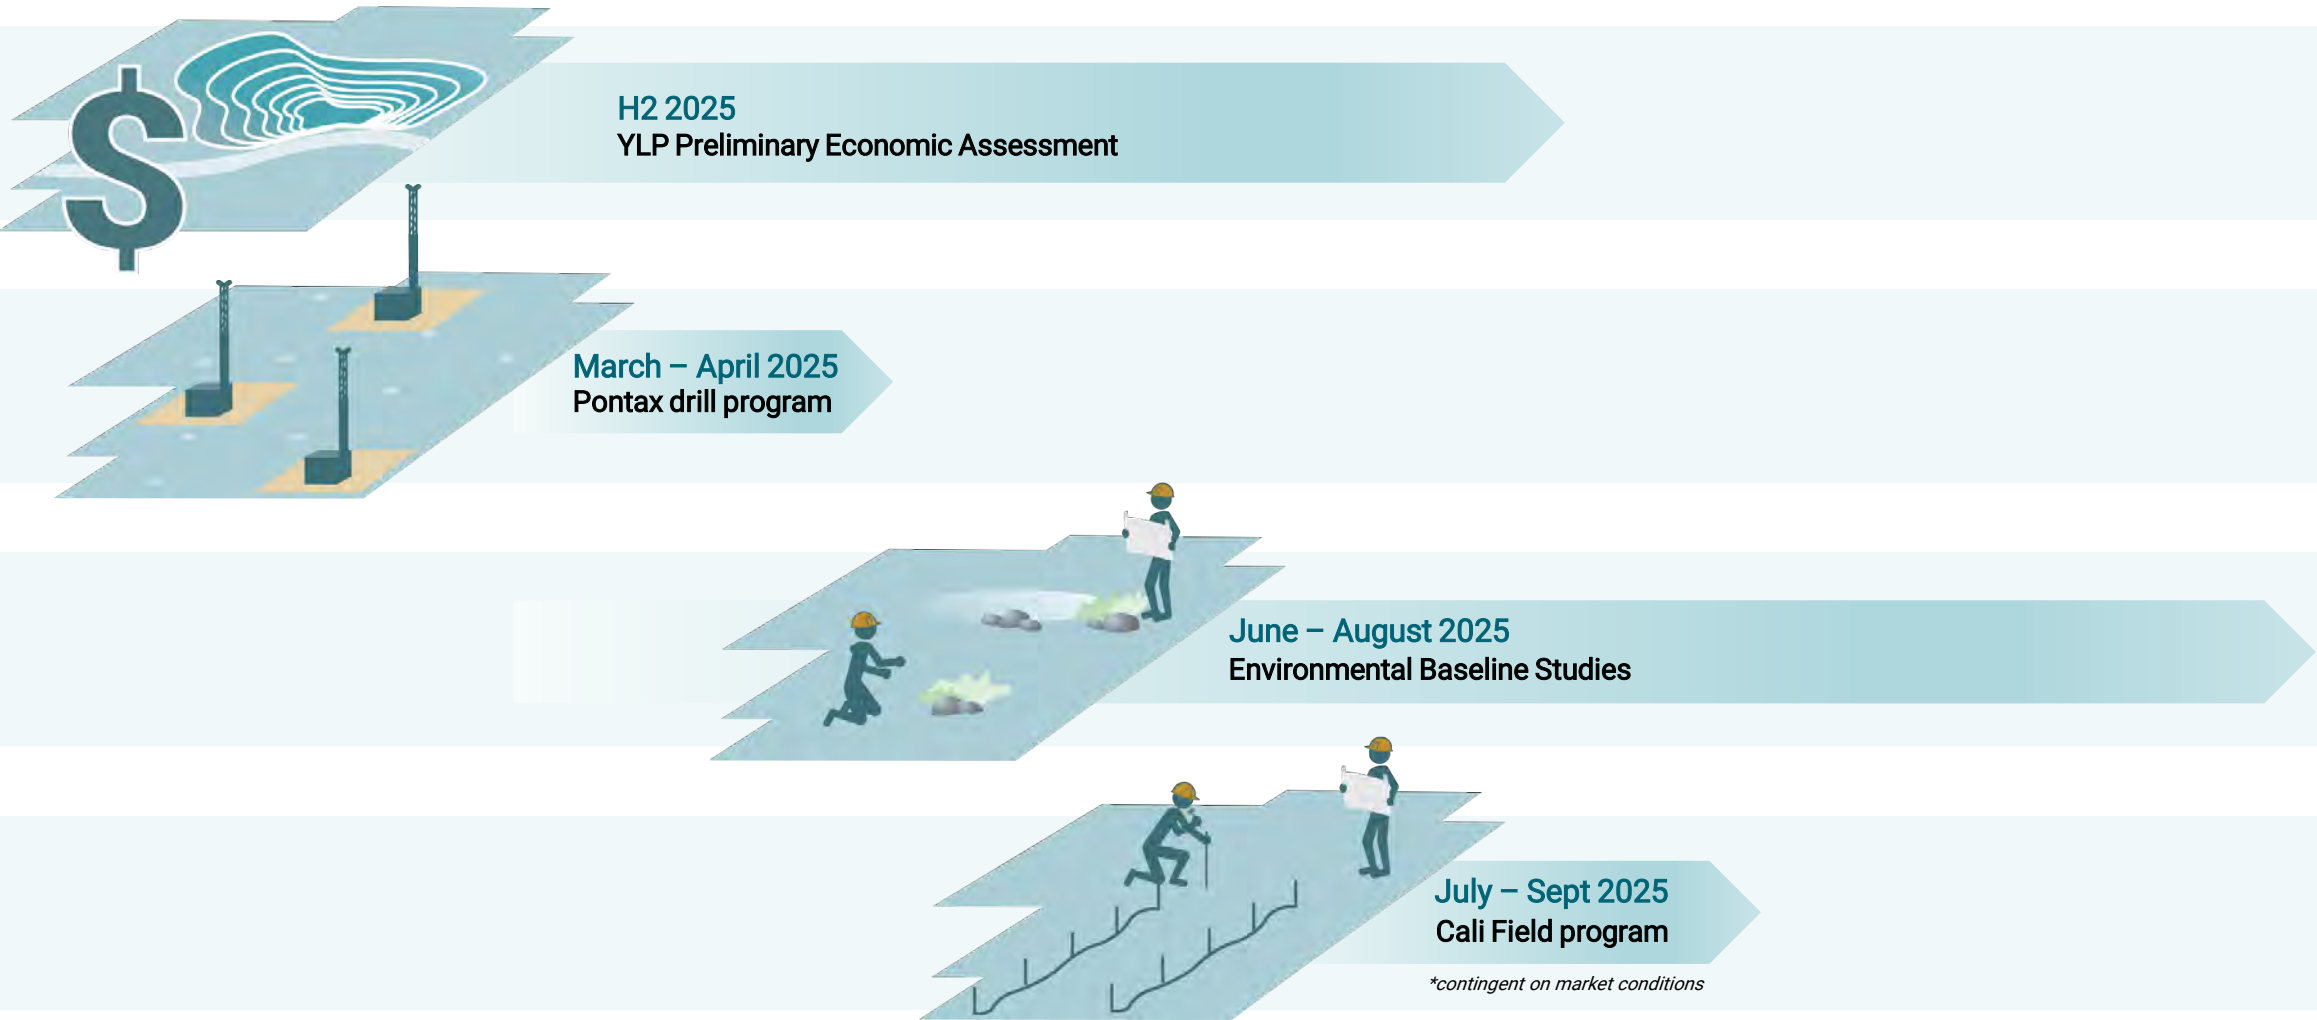 H2 2025
YLP Preliminary Economic Assessment
March – April 2025
Pontax drill program
June – August 2025
Environmental Baseline Studies
July – Sept 2025
Cali Field program
*contingent on market conditions
$